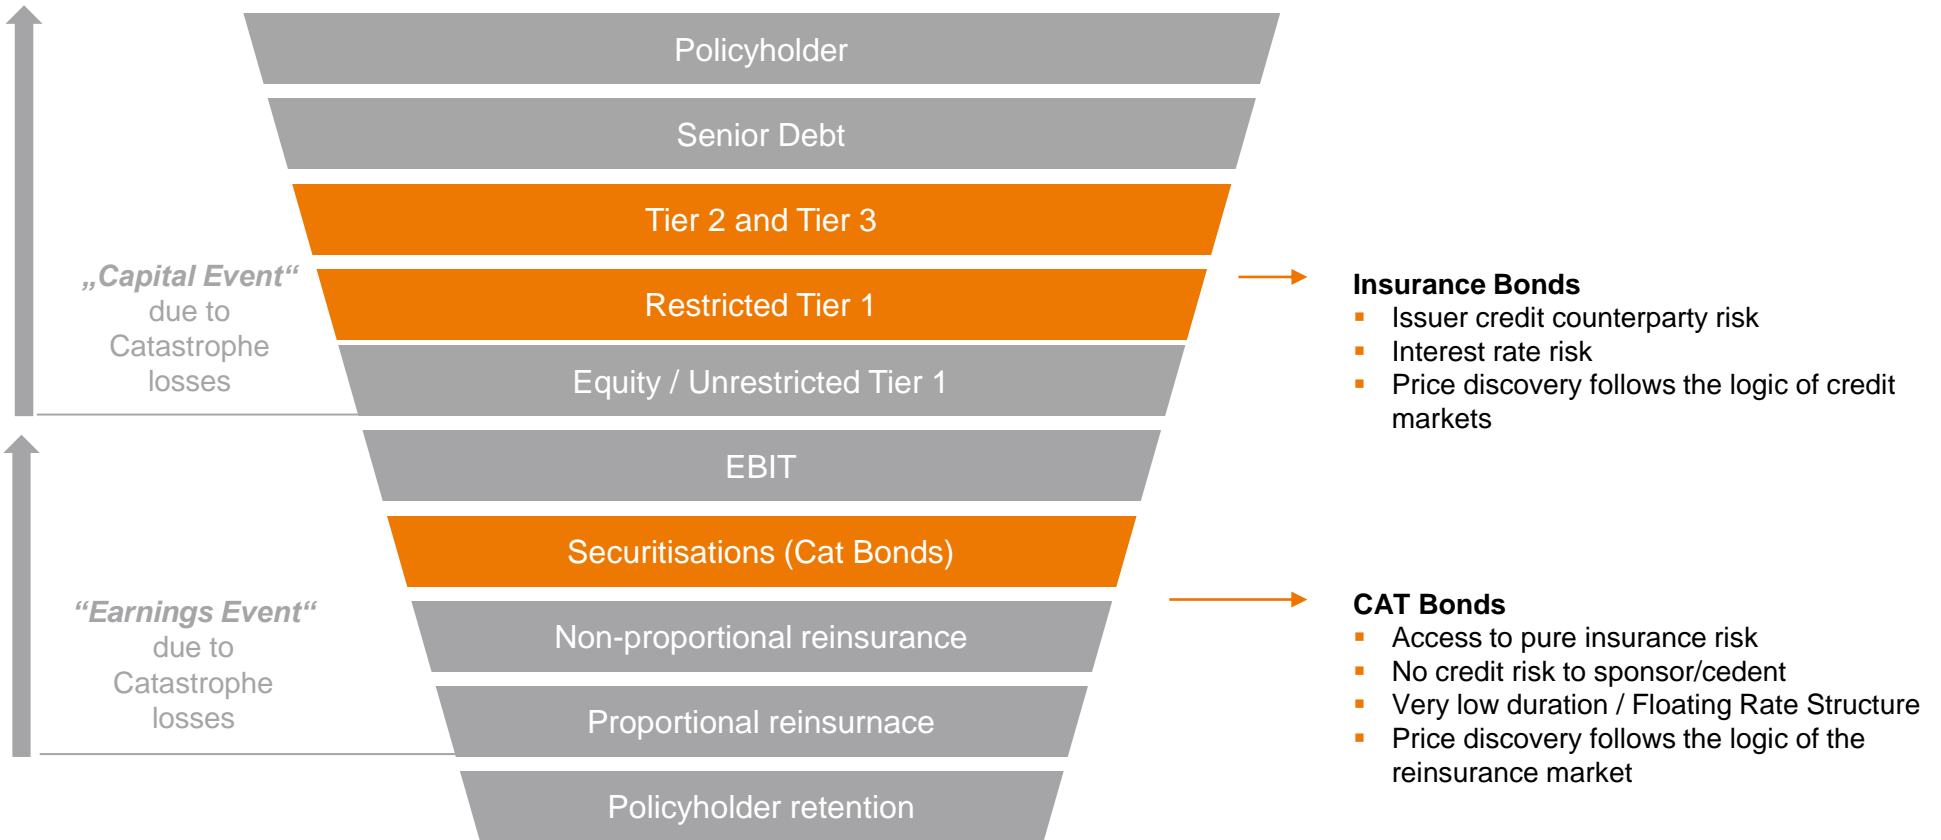 Policyholder
Senior Debt
Tier 2 and Tier 3
Restricted Tier 1
Equity / Unrestricted Tier 1
EBIT
Securitisations (Cat Bonds)
Non-proportional reinsurance
Proportional reinsurnace
Policyholder retention
„Capital Event“
due to
Catastrophe
losses
“Earnings Event“
due to
Catastrophe
losses
Insurance Bonds
▪ Issuer credit counterparty risk
▪ Interest rate risk
▪ Price discovery follows the logic of credit
markets
CAT Bonds
▪ Access to pure insurance risk
▪ No credit risk to sponsor/cedent
▪ Very low duration / Floating Rate Structure
▪ Price discovery follows the logic of the
reinsurance market